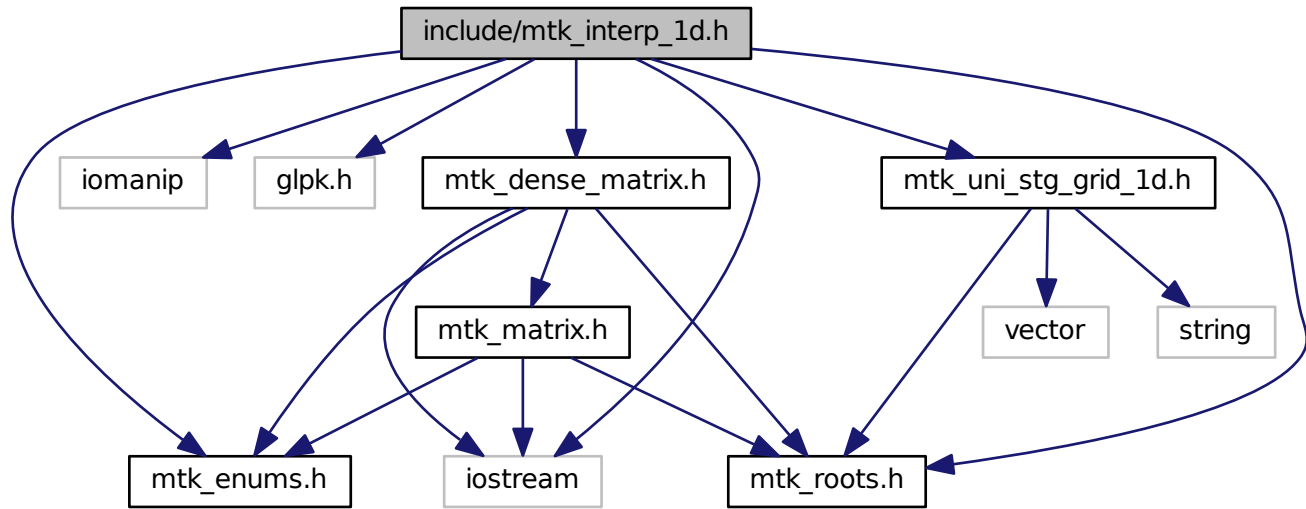 include/mtk_interp_1d.h
iomanip
glpk.h
mtk_dense_matrix.h
mtk_uni_stg_grid_1d.h
mtk_matrix.h
vector
string
mtk_enums.h
iostream
mtk_roots.h